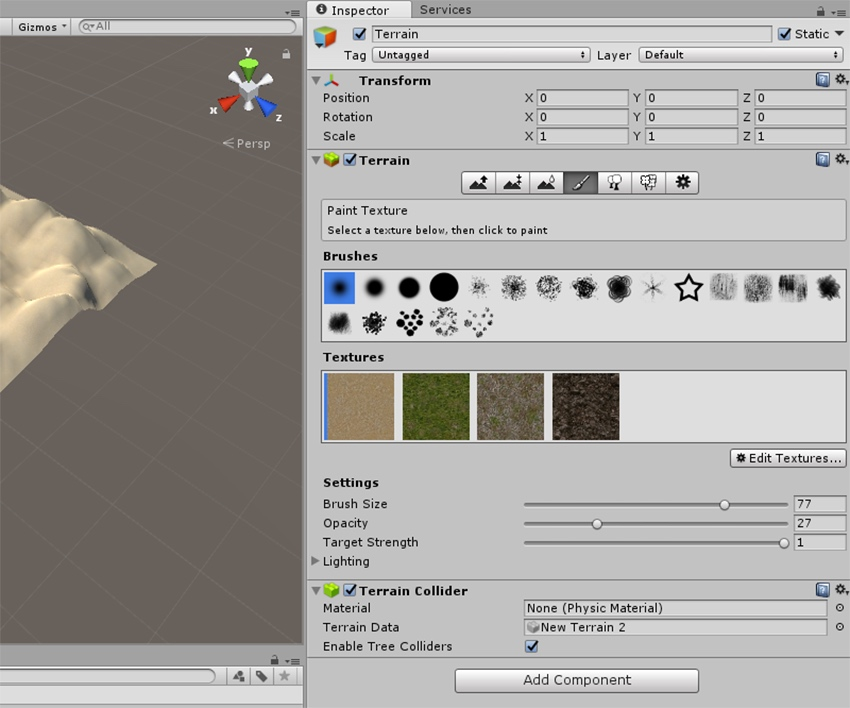 Inspector
Services
Gizmos
All
Terrain
Static
Tag
Untagged
Layer
Default
y
x
z
Persp
Transform
Position X 0 Y 0 Z 0
Rotation X 0 Y 0 Z 0
Scale X 1 Y 1 Z 1
Terrain
Paint Texture
Select a texture below, then click to paint
Brushes
Textures
Edit Textures...
Settings
Brush Size 77
Opacity 27
Target Strength 1
Lighting
Terrain Collider
Material None (Physic Material)
Terrain Data New Terrain 2
Enable Tree Colliders
Add Component